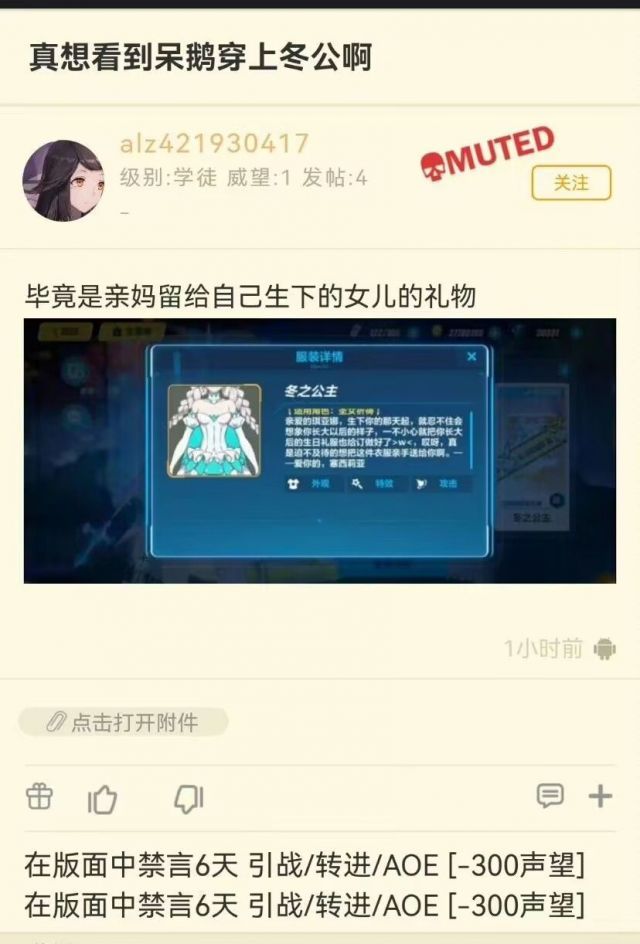 真想看到呆鹅穿上冬公啊
alz421930417
级别:学徒 威望:1 发帖:4
MUTED
关注
毕竟是亲妈留给自己生下的女儿的礼物
服装详情
冬之公主
亲爱的琪亚娜，生下你的那天起，就忍不住会
想象你长大以后的样子，一不小心就把你长大
后的生日礼服也给订做好了>w<，哎呀，真
是迫不及待的想把这件衣服亲手送给你啊。—
—爱你的，塞西莉亚
外观 特效 攻击
冬之公主
1小时前
点击打开附件
在版面中禁言6天 引战/转进/AOE [-300声望]
在版面中禁言6天 引战/转进/AOE [-300声望]